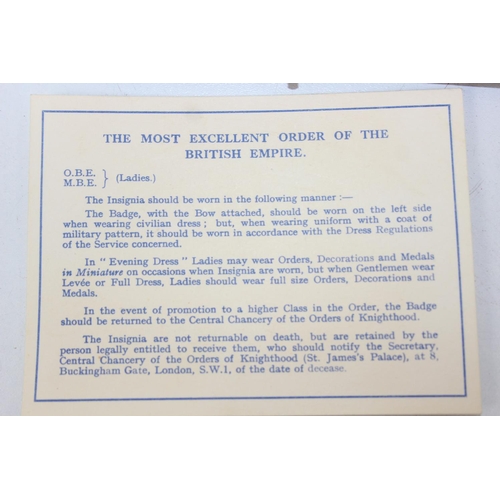 THE MOST EXCELLENT ORDER OF THE
BRITISH EMPIRE.
O.B.E.
M.B.E. } (Ladies.)
The Insignia should be worn in the following manner :—
The Badge, with the Bow attached, should be worn on the left side
when wearing civilian dress ; but, when wearing uniform with a coat of
military pattern, it should be worn in accordance with the Dress Regulations
of the Service concerned.
In " Evening Dress " Ladies may wear Orders, Decorations and Medals
in Miniature on occasions when Insignia are worn, but when Gentlemen wear
Levée or Full Dress, Ladies should wear full size Orders, Decorations and
Medals.
In the event of promotion to a higher Class in the Order, the Badge
should be returned to the Central Chancery of the Orders of Knighthood.
The Insignia are not returnable on death, but are retained by the
person legally entitled to receive them, who should notify the Secretary,
Central Chancery of the Orders of Knighthood (St. James's Palace), at 8,
Buckingham Gate, London, S.W.1, of the date of decease.